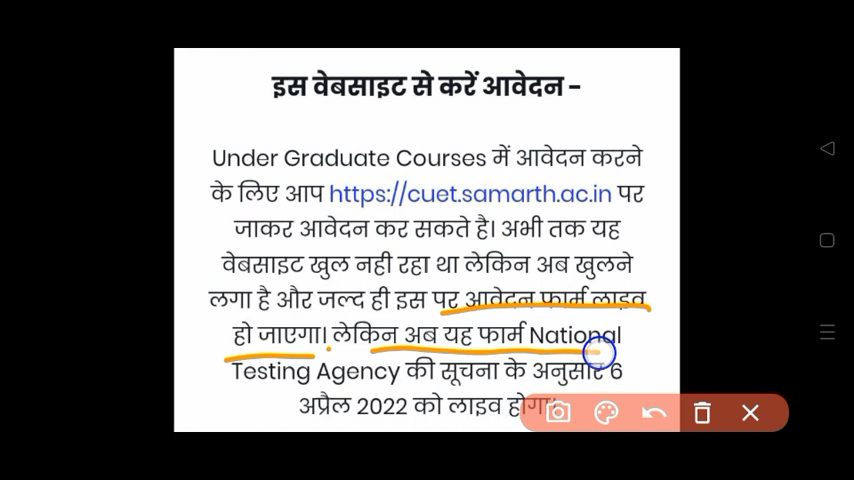 इस वेबसाइट से करें आवेदन -
Under Graduate Courses में आवेदन करने
के लिए आप https://cuet.samarth.ac.in पर
जाकर आवेदन कर सकते है। अभी तक यह
वेबसाइट खुल नही रहा था लेकिन अब खुलने
लगा है और जल्द ही इस पर आवेदन फार्म लाइव
हो जाएगा। लेकिन अब यह फार्म National
Testing Agency की सूचना के अनुसार 6
अप्रैल 2022 को लाइव होगा।